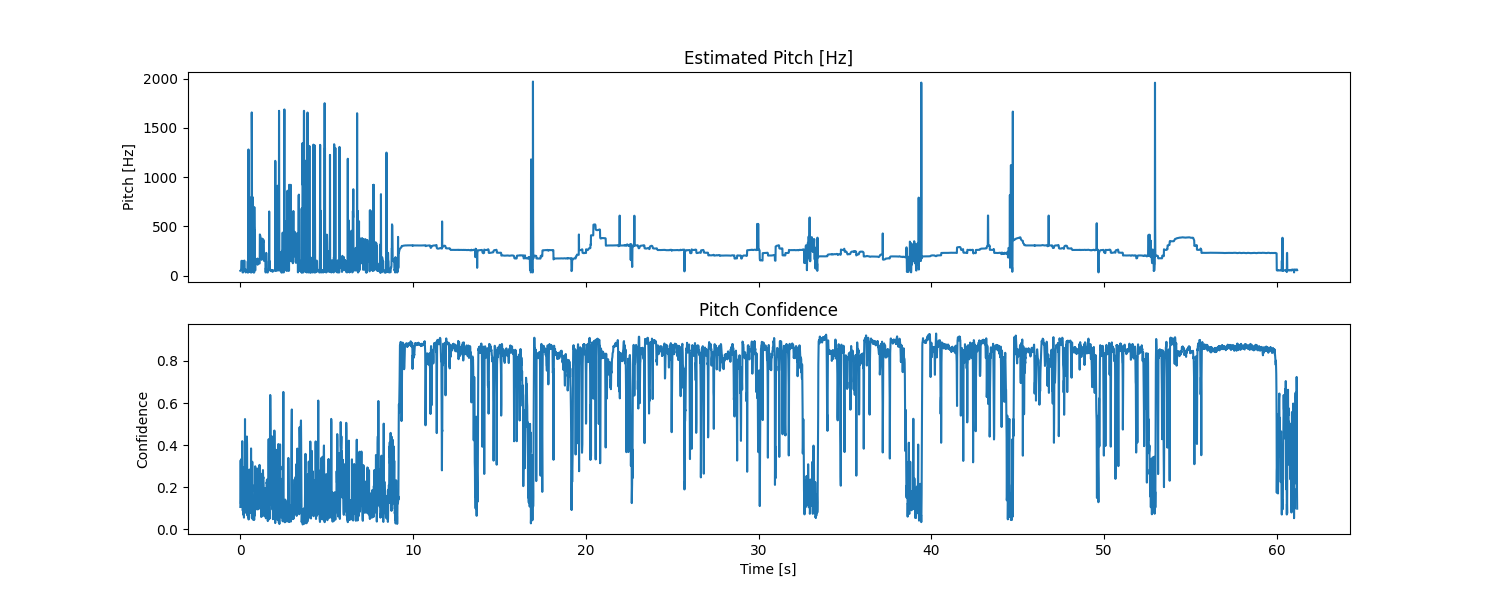 Estimated Pitch [Hz]
2000
1500
1000
500
0
Pitch [Hz]
Pitch Confidence
0.8
0.6
0.4
0.2
0.0
Confidence
0 10 20 30 40 50 60
Time [s]